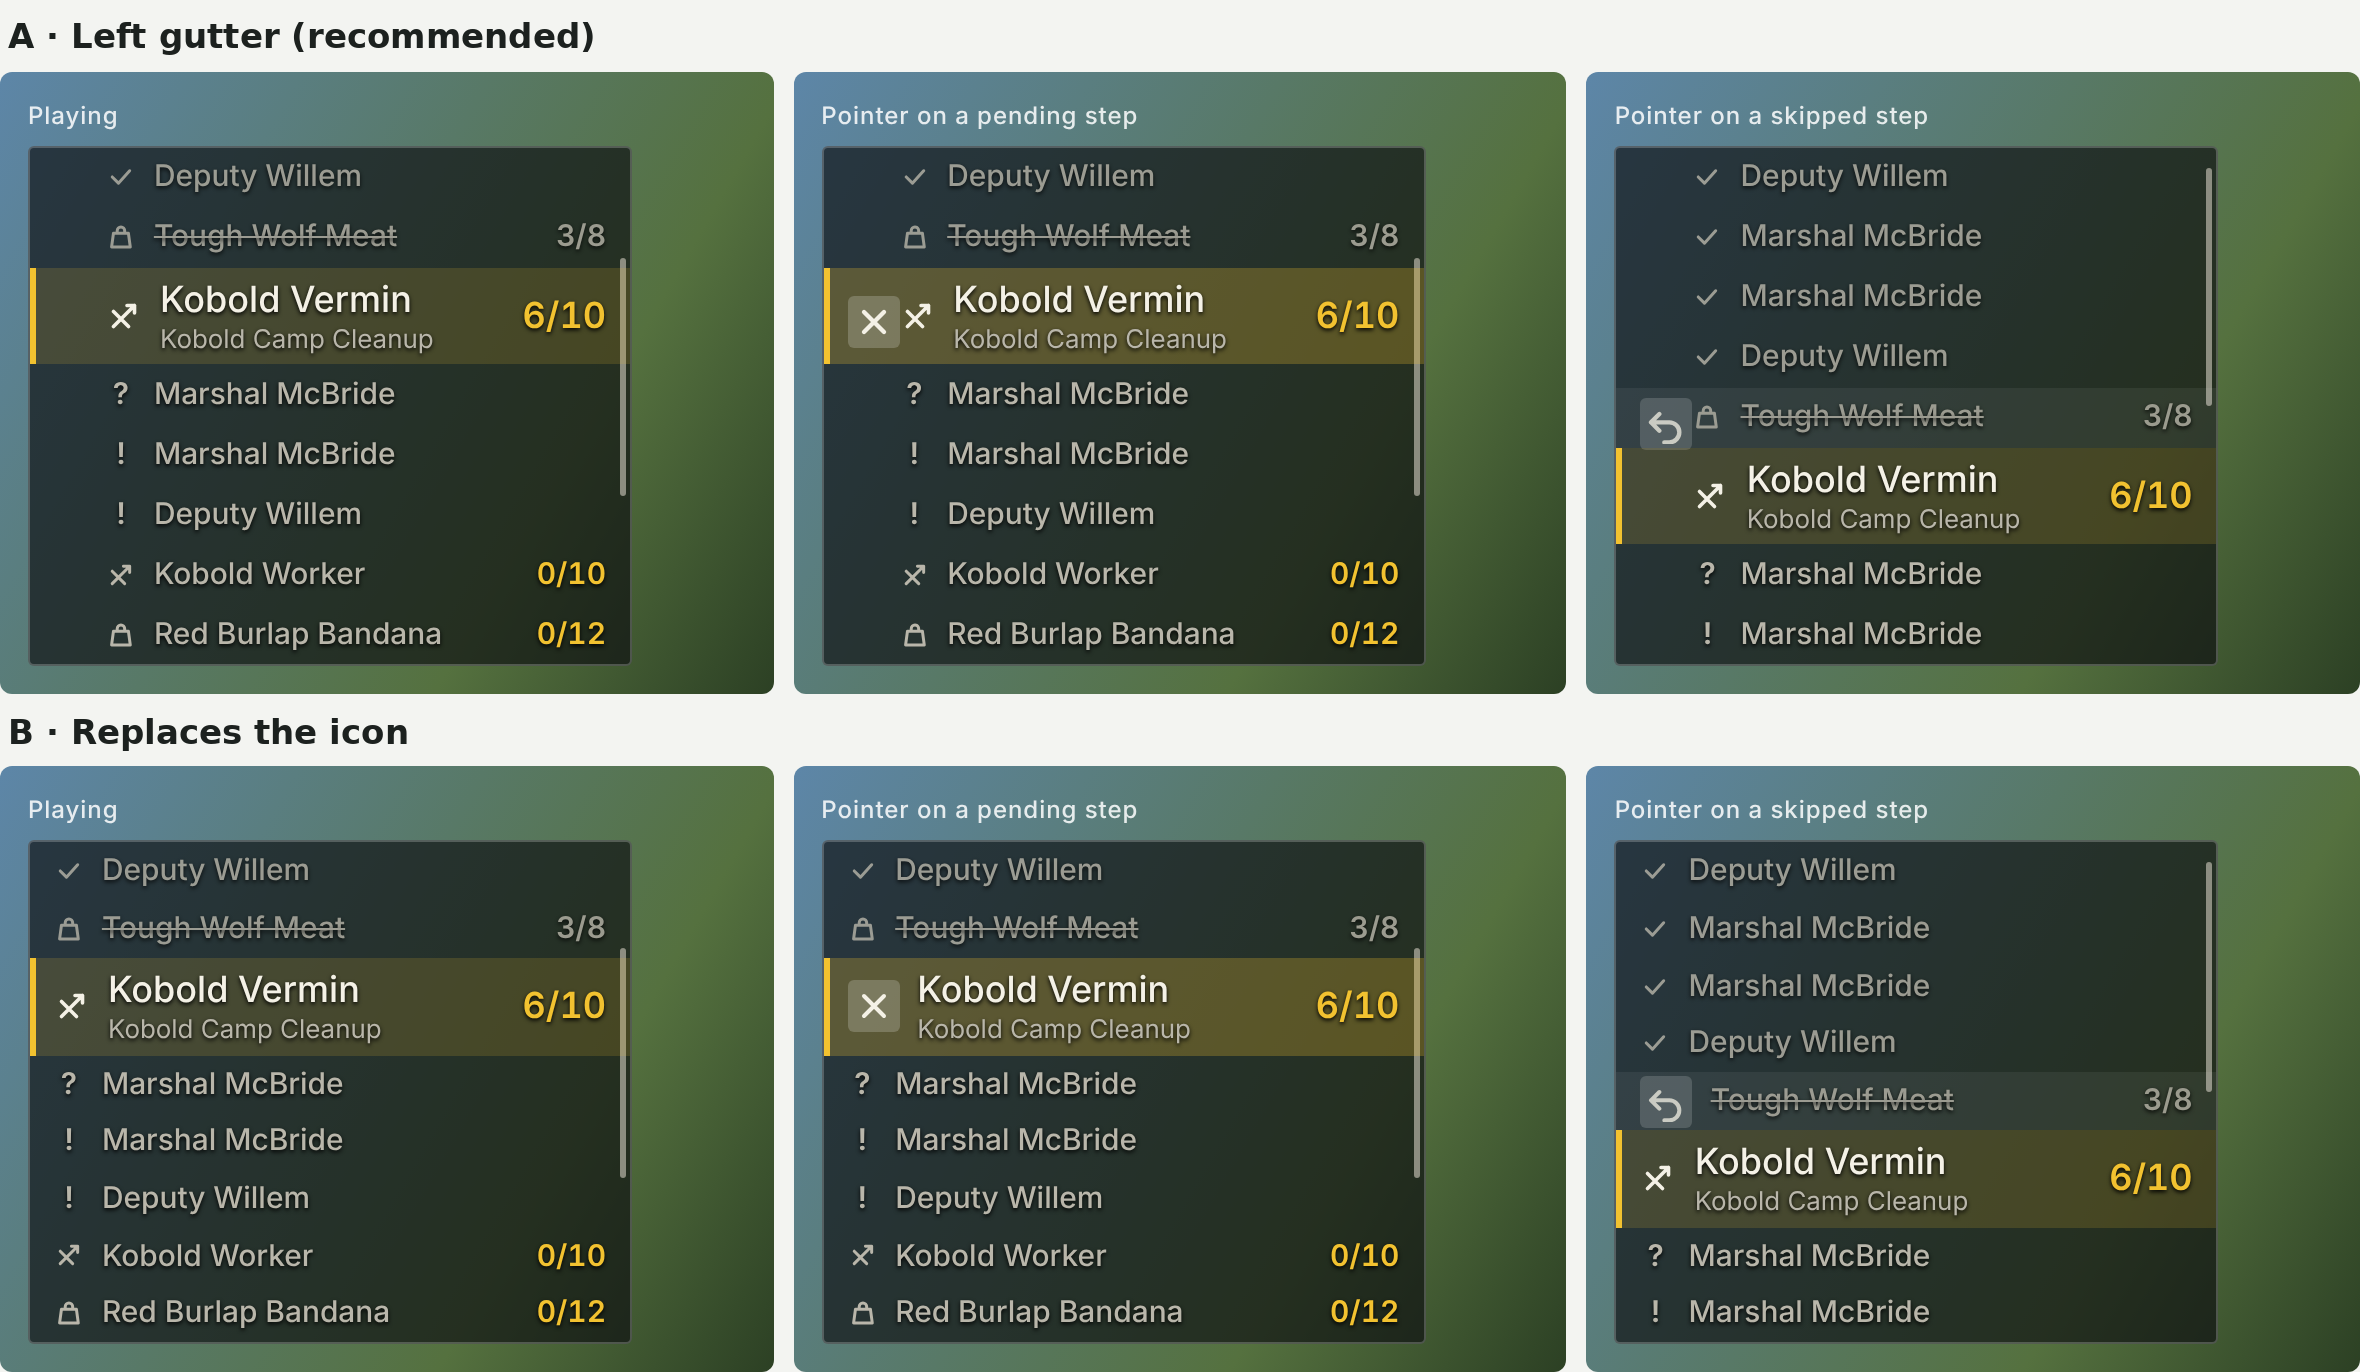 A · Left gutter (recommended)
Playing
Deputy Willem
Tough Wolf Meat 3/8
Kobold Vermin 6/10
Kobold Camp Cleanup
? Marshal McBride
! Marshal McBride
! Deputy Willem
Kobold Worker 0/10
Red Burlap Bandana 0/12
Pointer on a pending step
Deputy Willem
Tough Wolf Meat 3/8
Kobold Vermin 6/10
Kobold Camp Cleanup
? Marshal McBride
! Marshal McBride
! Deputy Willem
Kobold Worker 0/10
Red Burlap Bandana 0/12
Pointer on a skipped step
Deputy Willem
Marshal McBride
Marshal McBride
Deputy Willem
Tough Wolf Meat 3/8
Kobold Vermin 6/10
Kobold Camp Cleanup
? Marshal McBride
! Marshal McBride
B · Replaces the icon
Playing
Deputy Willem
Tough Wolf Meat 3/8
Kobold Vermin 6/10
Kobold Camp Cleanup
? Marshal McBride
! Marshal McBride
! Deputy Willem
Kobold Worker 0/10
Red Burlap Bandana 0/12
Pointer on a pending step
Deputy Willem
Tough Wolf Meat 3/8
Kobold Vermin 6/10
Kobold Camp Cleanup
? Marshal McBride
! Marshal McBride
! Deputy Willem
Kobold Worker 0/10
Red Burlap Bandana 0/12
Pointer on a skipped step
Deputy Willem
Marshal McBride
Marshal McBride
Deputy Willem
Tough Wolf Meat 3/8
Kobold Vermin 6/10
Kobold Camp Cleanup
? Marshal McBride
! Marshal McBride